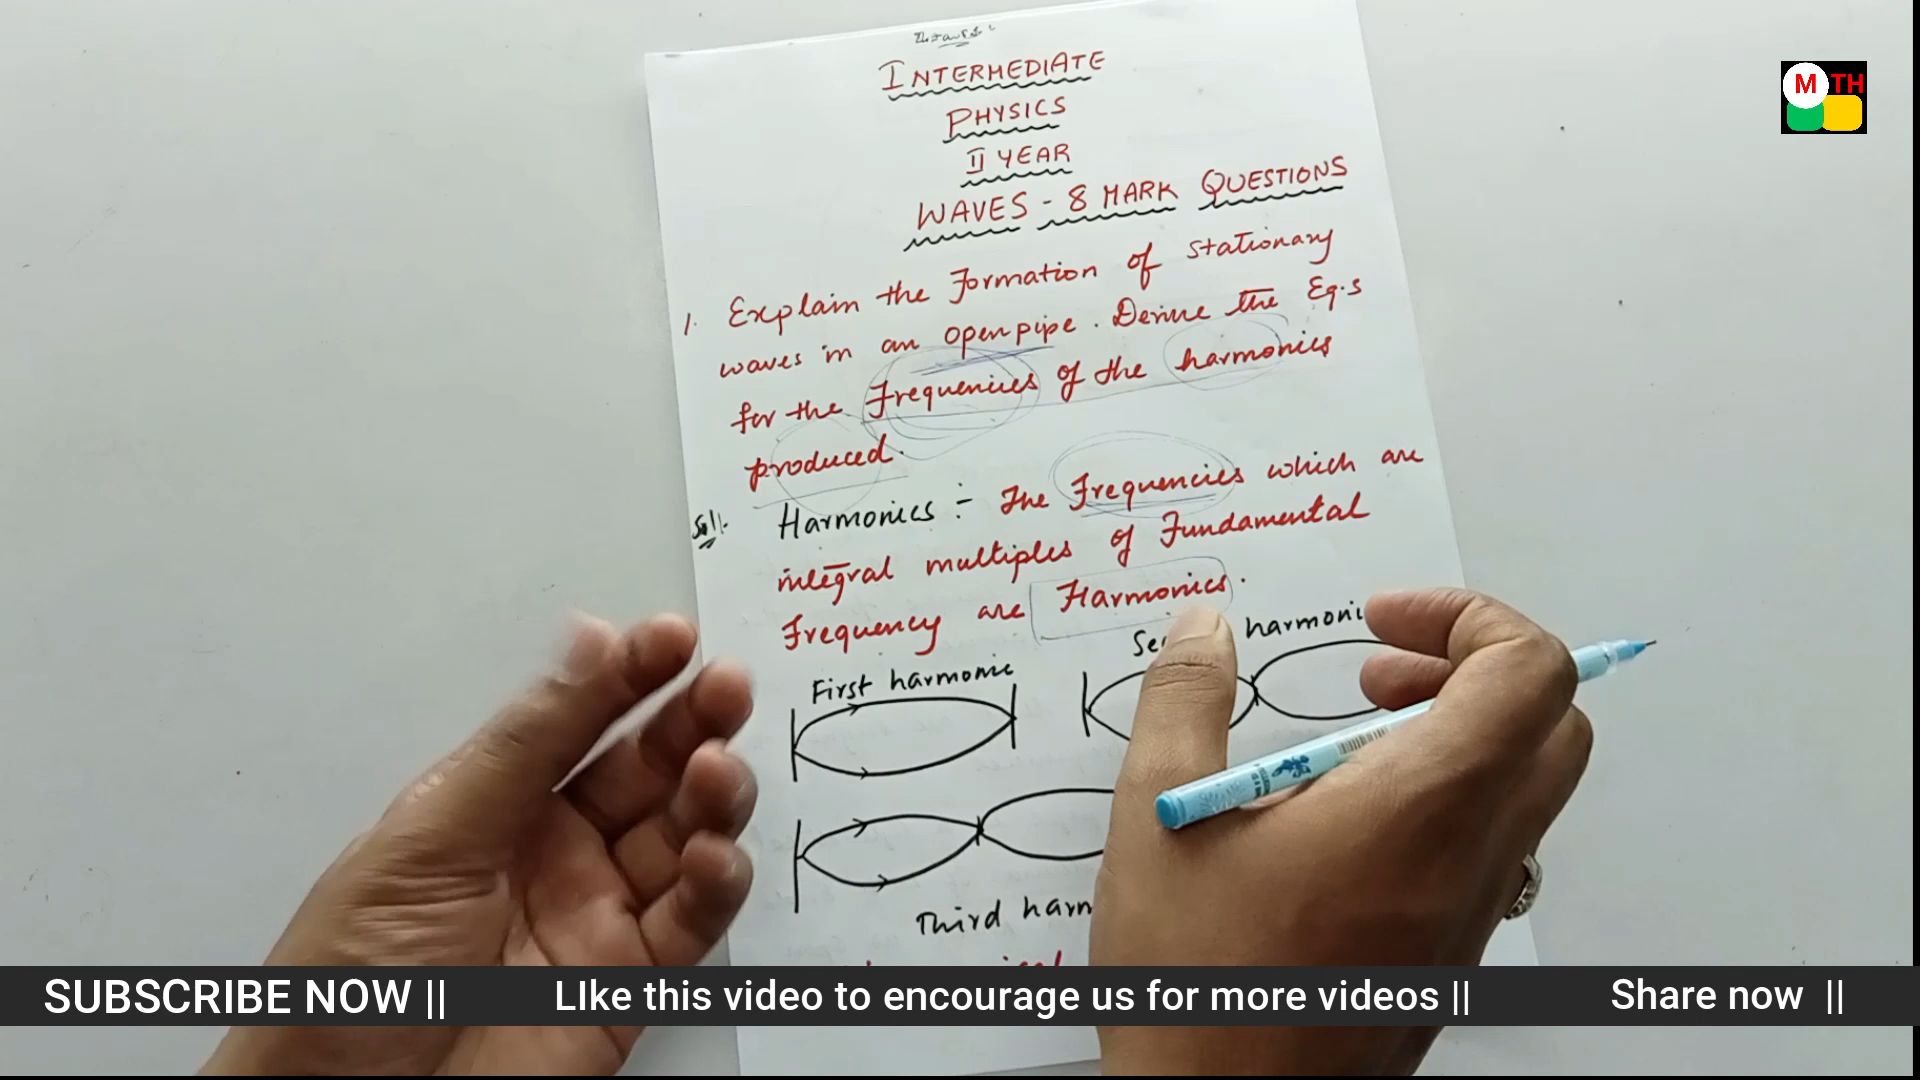 INTERMEDIATE
PHYSICS
II YEAR
WAVES - 8 MARK QUESTIONS
1. Explain the Formation of stationary
waves in an open pipe. Derive the Eq.s
for the Frequencies of the harmonics
produced.
Sol:- Harmonics :- The Frequencies which are
integral multiples of Fundamental
Frequency are Harmonics.
First harmonic
harmoni
Third harm
M TH
SUBSCRIBE NOW || LIke this video to encourage us for more videos || Share now ||